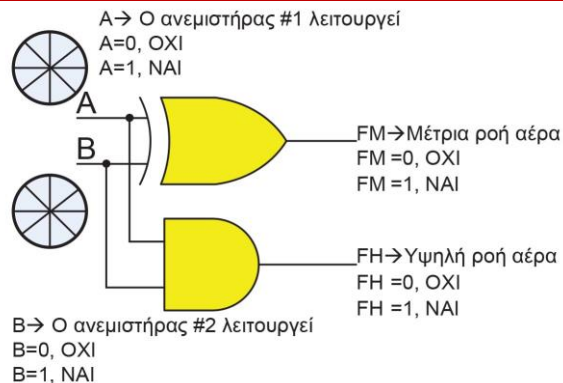 Α→ Ο ανεμιστήρας #1 λειτουργεί
Α=0, ΟΧΙ
Α=1, ΝΑΙ
A
B
FM→Μέτρια ροή αέρα
FM =0, ΟΧΙ
FM =1, ΝΑΙ
FH→Υψηλή ροή αέρα
FH =0, ΟΧΙ
FH =1, ΝΑΙ
Β→ Ο ανεμιστήρας #2 λειτουργεί
Β=0, ΟΧΙ
Β=1, ΝΑΙ